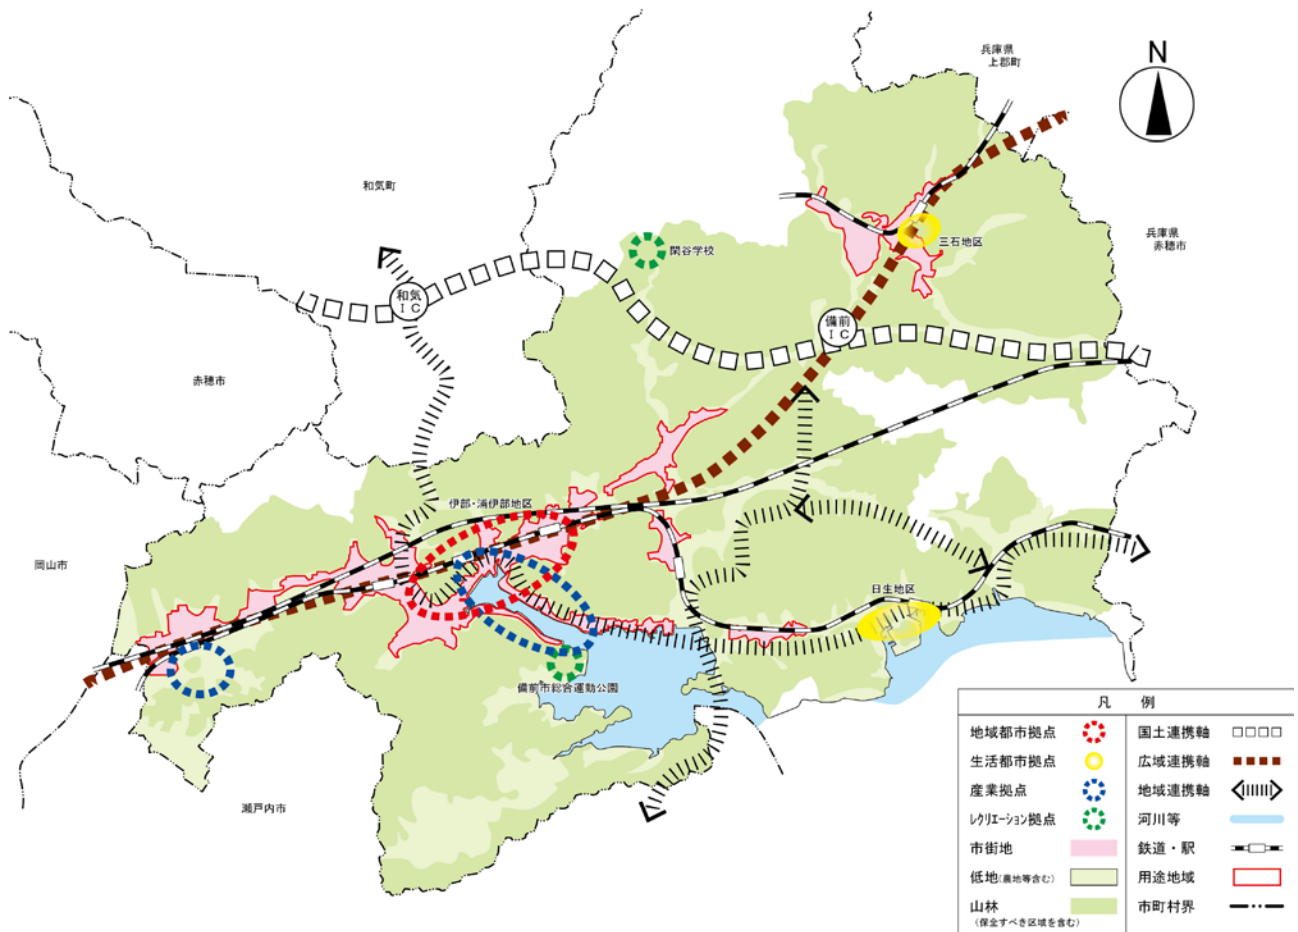 兵庫県
上郡町
N
和気町
兵庫県
赤穂市
閑谷学校
三石地区
和気
IC
備前
IC
赤穂市
伊部・浦伊部地区
岡山市
日生地区
備前市総合運動公園
瀬戸内市
凡 例
地域都市拠点
国土連携軸
生活都市拠点
広域連携軸
産業拠点
地域連携軸
レクリエーション拠点
河川等
市街地
鉄道・駅
低地(農地等含む)
用途地域
山林
市町村界
(保全すべき区域を含む)